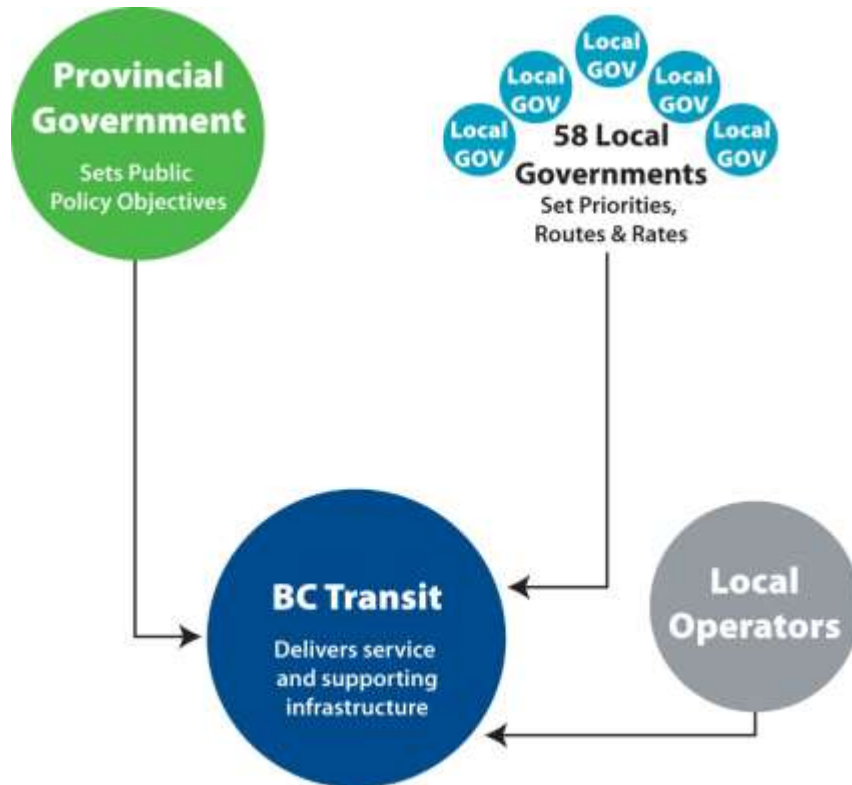 Provincial
Government
Sets Public
Policy Objectives
Local
GOV
Local
GOV
Local
GOV
Local
GOV
Local
GOV
58 Local
Governments
Set Priorities,
Routes & Rates
BC Transit
Delivers service
and supporting
infrastructure
Local
Operators